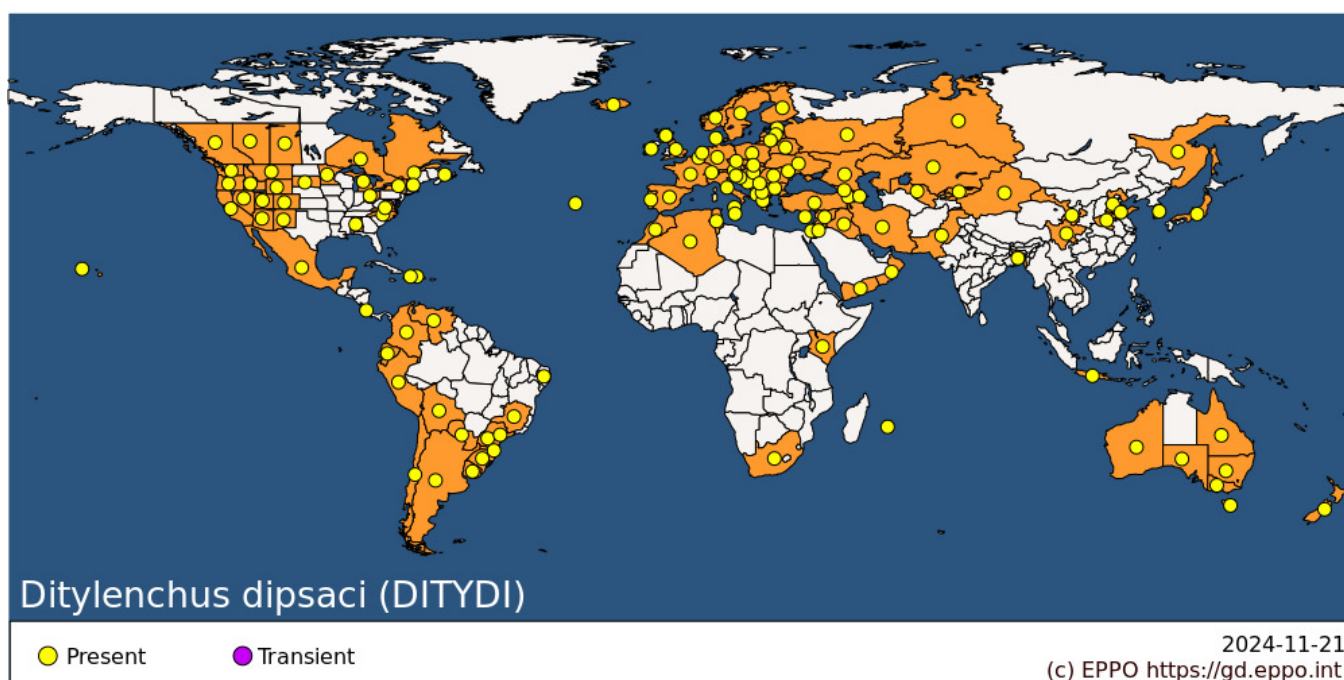 Ditylenchus dipsaci (DITYDI)
Present
Transient
2024-11-21
(c) EPPO https://gd.eppo.int